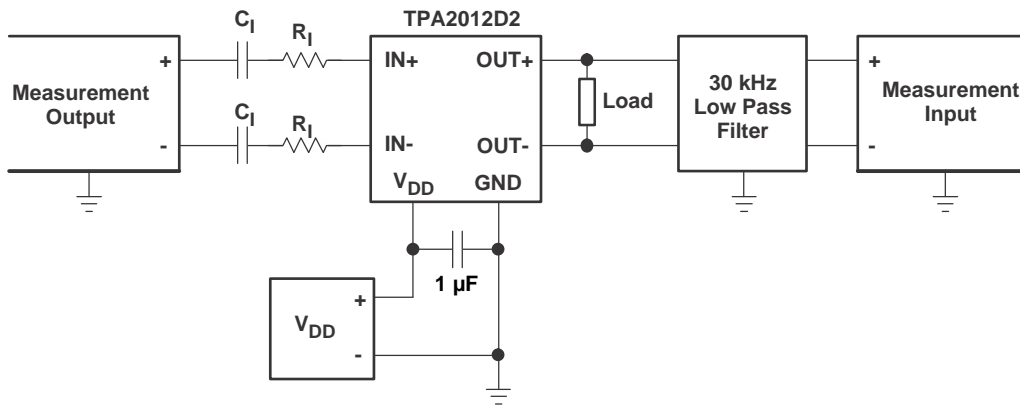 TPA2012D2
C_I
R_I
+
Measurement
Output
-
C_I
R_I
IN+
OUT+
IN-
OUT-
V_DD
GND
Load
30 kHz
Low Pass
Filter
+
Measurement
Input
-
1 µF
+
V_DD
-